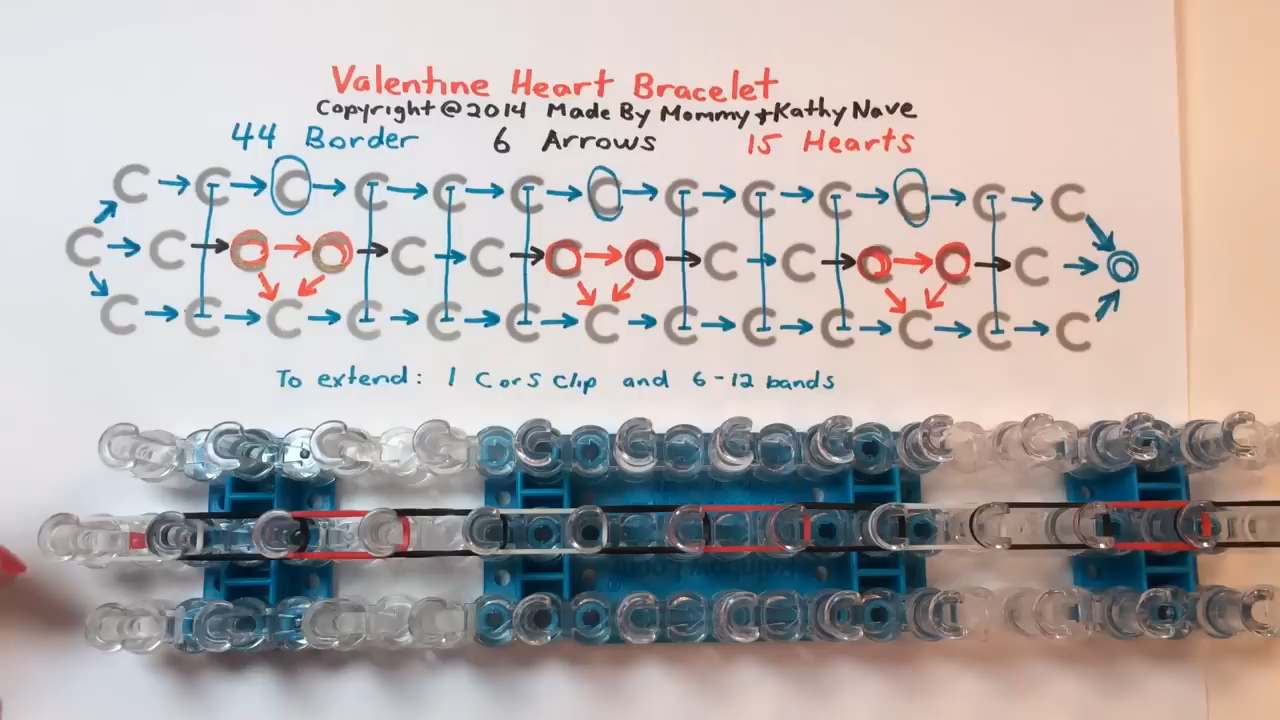 Valentine Heart Bracelet
Copyright @ 2014 Made By Mommy + Kathy Nave
44 Border 6 Arrows 15 Hearts
To extend: 1 C or S clip and 6-12 bands